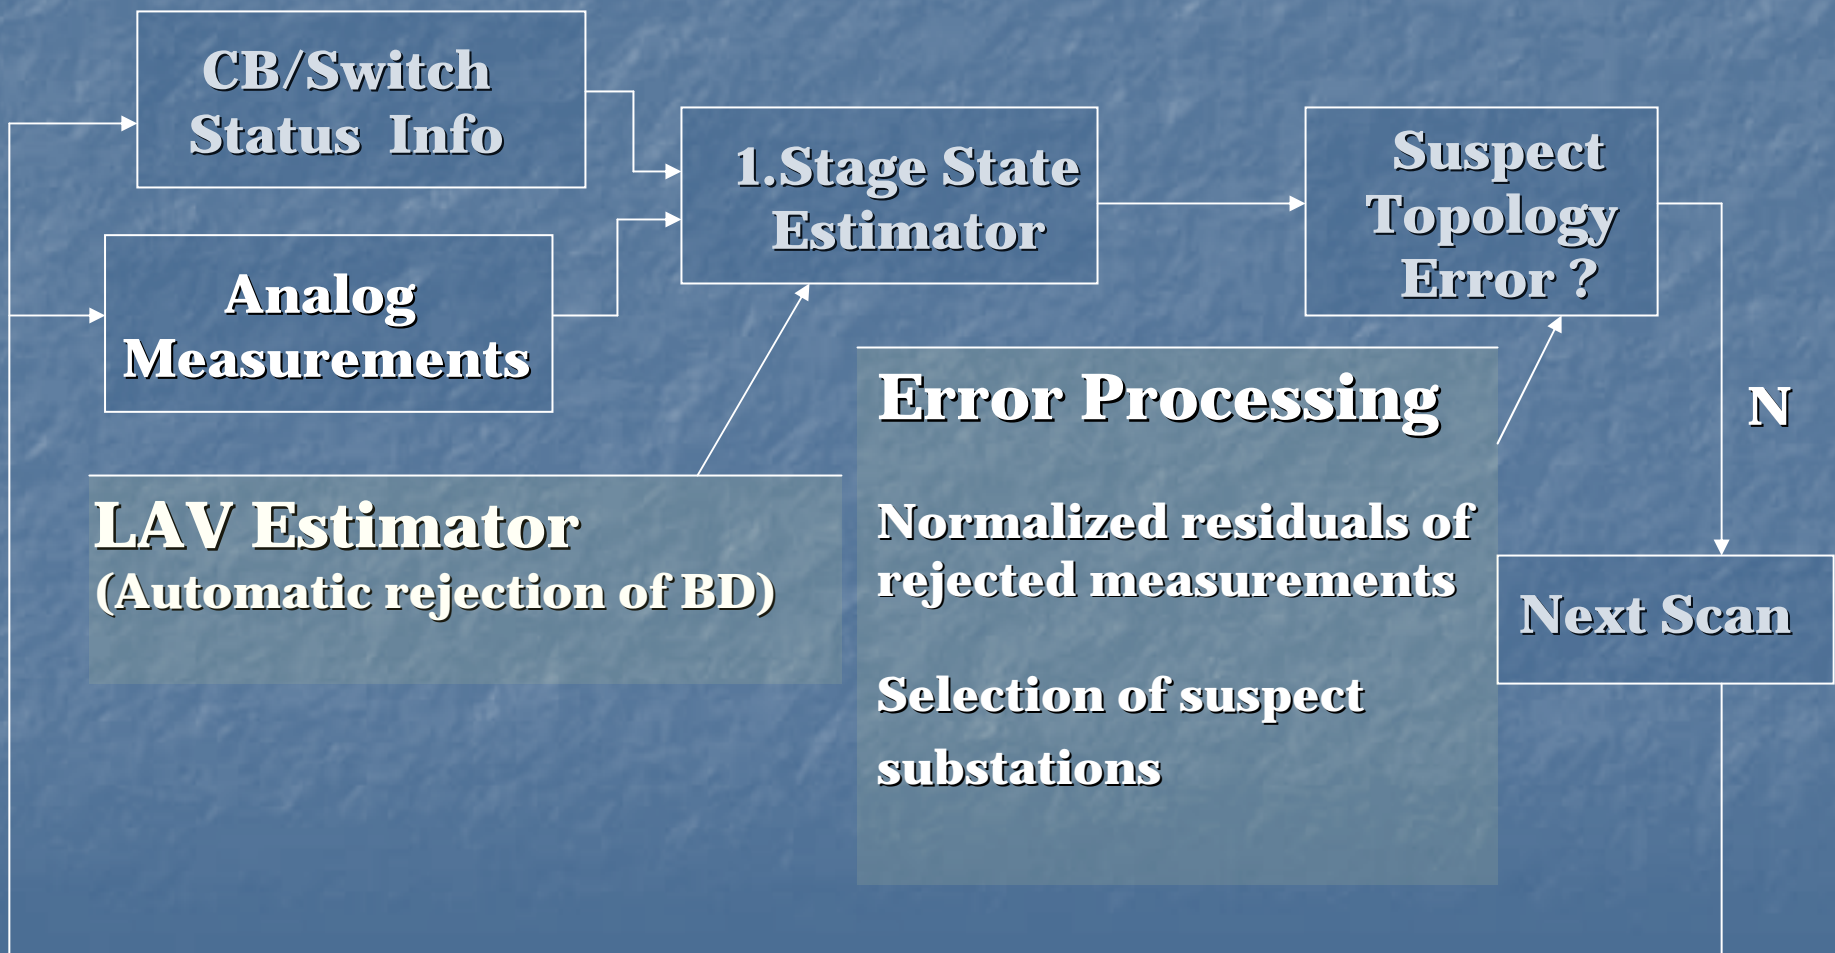 CB/Switch
Status Info
1.Stage State
Estimator
Suspect
Topology
Error ?
Analog
Measurements
N
LAV Estimator
(Automatic rejection of BD)
Error Processing
Normalized residuals of
rejected measurements
Selection of suspect
substations
Next Scan